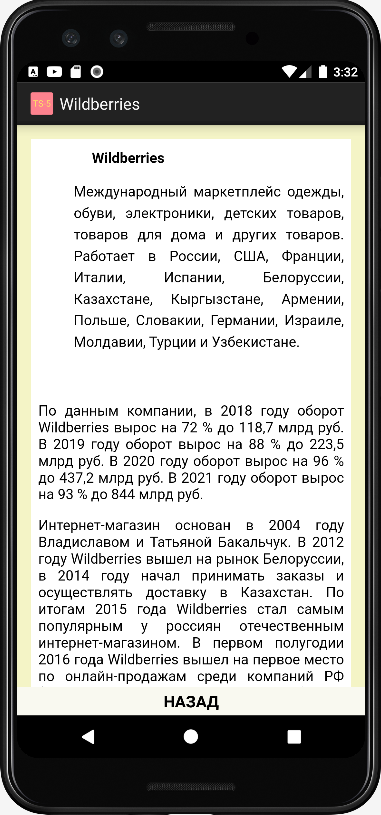 3:32
TS-5
Wildberries
Wildberries
Международный маркетплейс одежды,
обуви, электроники, детских товаров,
товаров для дома и других товаров.
Работает в России, США, Франции,
Италии, Испании, Белоруссии,
Казахстане, Кыргызстане, Армении,
Польше, Словакии, Германии, Израиле,
Молдавии, Турции и Узбекистане.
По данным компании, в 2018 году оборот
Wildberries вырос на 72 % до 118,7 млрд руб.
В 2019 году оборот вырос на 88 % до 223,5
млрд руб. В 2020 году оборот вырос на 96 %
до 437,2 млрд руб. В 2021 году оборот вырос
на 93 % до 844 млрд руб.
Интернет-магазин основан в 2004 году
Владиславом и Татьяной Бакальчук. В 2012
году Wildberries вышел на рынок Белоруссии,
в 2014 году начал принимать заказы и
осуществлять доставку в Казахстан. По
итогам 2015 года Wildberries стал самым
популярным у россиян отечественным
интернет-магазином. В первом полугодии
2016 года Wildberries вышел на первое место
по онлайн-продажам среди компаний РФ
НАЗАД